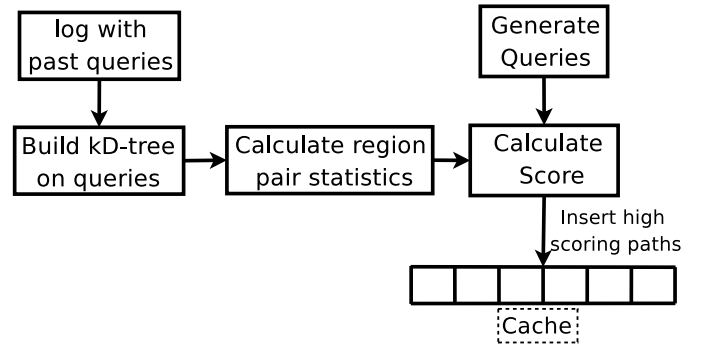 log with
past queries
Generate
Queries
Build kD-tree
on queries
Calculate region
pair statistics
Calculate
Score
Insert high
scoring paths
Cache